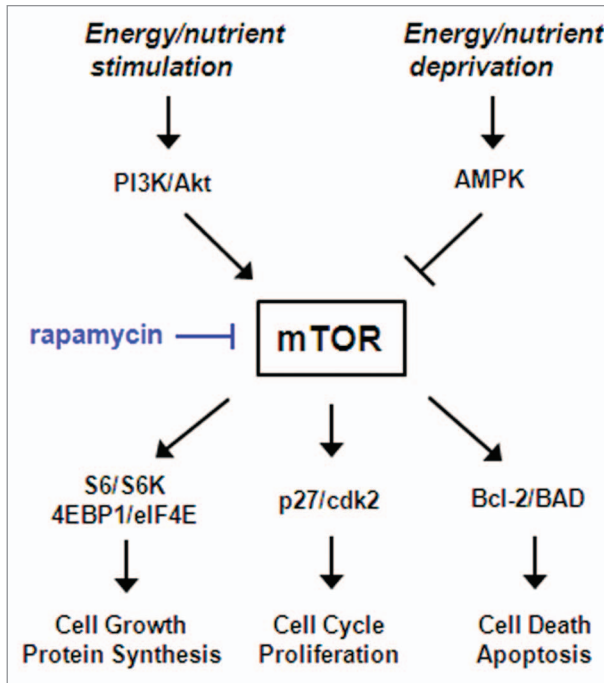 Energy/nutrient
stimulation
Energy/nutrient
deprivation
PI3K/Akt
AMPK
rapamycin
mTOR
S6/S6K
4EBP1/eIF4E
p27/cdk2
Bcl-2/BAD
Cell Growth
Protein Synthesis
Cell Cycle
Proliferation
Cell Death
Apoptosis